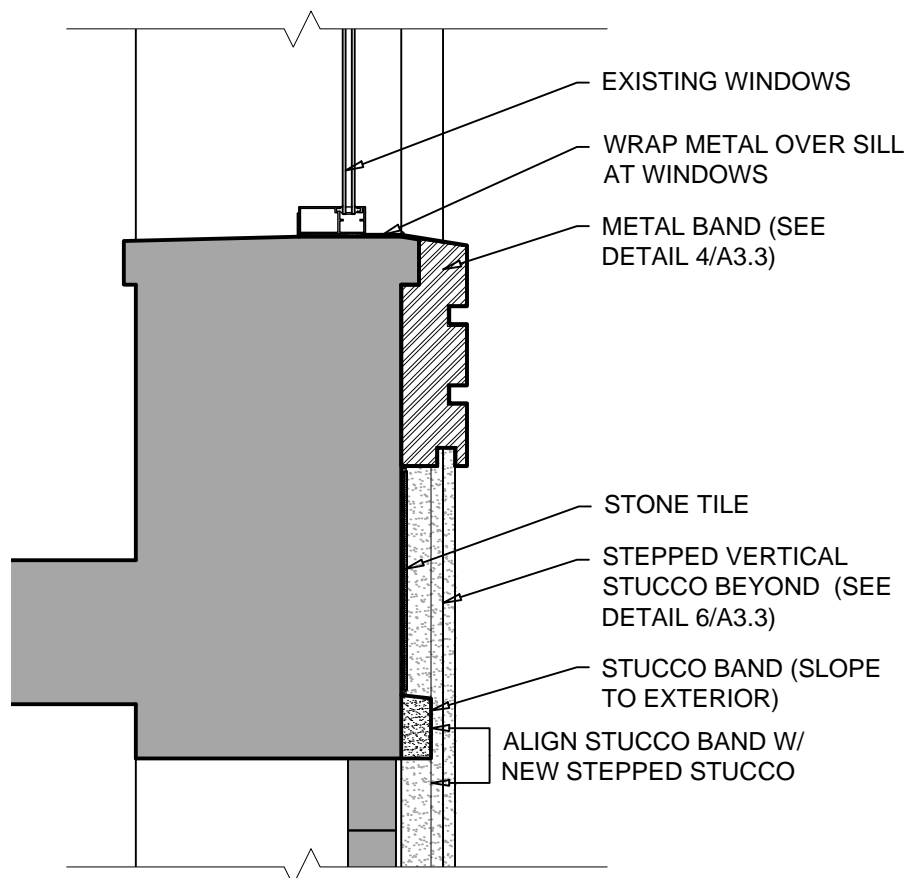 EXISTING WINDOWS
WRAP METAL OVER SILL
AT WINDOWS
METAL BAND (SEE
DETAIL 4/A3.3)
STONE TILE
STEPPED VERTICAL
STUCCO BEYOND  (SEE
DETAIL 6/A3.3)
STUCCO BAND (SLOPE
TO EXTERIOR)
ALIGN STUCCO BAND W/
NEW STEPPED STUCCO